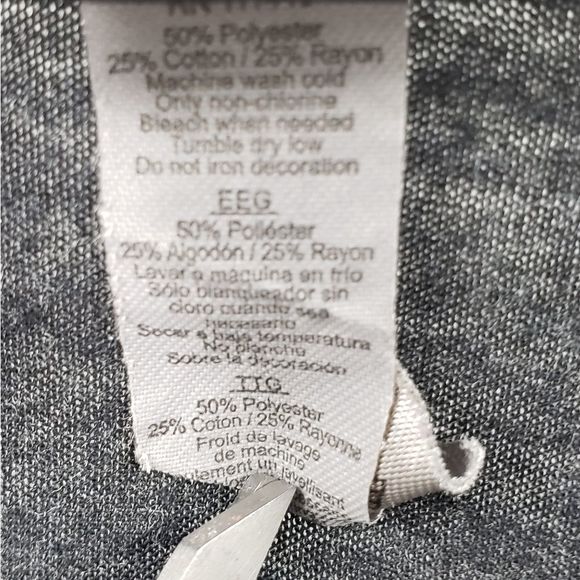 50% Polyester
25% Cotton / 25% Rayon
Machine wash cold
Only non-chlorine
Bleach when needed
Tumble dry low
Do not iron decoration
EEG
50% Poliéster
25% Algodón / 25% Rayon
Lavar a máquina en frío
Sólo blanqueador sin
cloro cuando sea
necesario
Secar a baja temperatura
No planche
Sobre la decoración
TTG
50% Polyester
25% Coton / 25% Rayonne
Froid de lavage
de machine